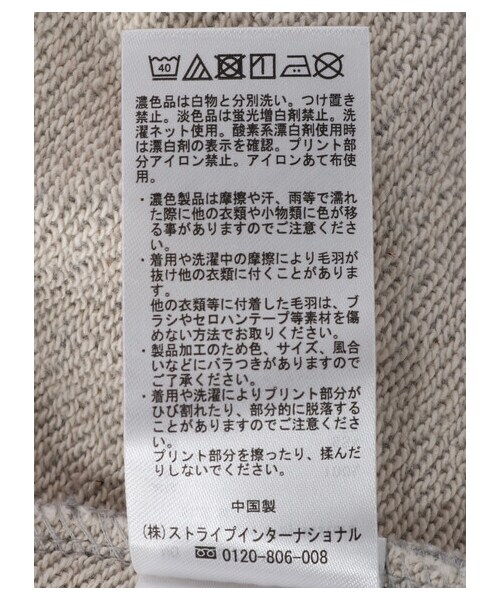 40
濃色品は白物と分別洗い。つけ置き
禁止。淡色品は蛍光増白剤禁止。洗
濯ネット使用。酸素系漂白剤使用時
は漂白剤の表示を確認。プリント部
分アイロン禁止。アイロンあて布使
用。
・濃色製品は摩擦や汗、雨等で濡れ
た際に他の衣類や小物類に色が移
る事がありますのでご注意くださ
い。
・着用や洗濯中の摩擦により毛羽が
抜け他の衣類に付くことがありま
す。
他の衣類等に付着した毛羽は、ブ
ラシやセロハンテープ等素材を傷
めない方法でお取りください。
・製品加工のため色、サイズ、風合
いなどにバラつきがありますので
ご了承ください。
・着用や洗濯によりプリント部分が
ひび割れたり、部分的に脱落する
ことがありますのでご注意くださ
い。
プリント部分を擦ったり、揉んだ
りしないでください。
中国製
(株)ストライプインターナショナル
0120-806-008